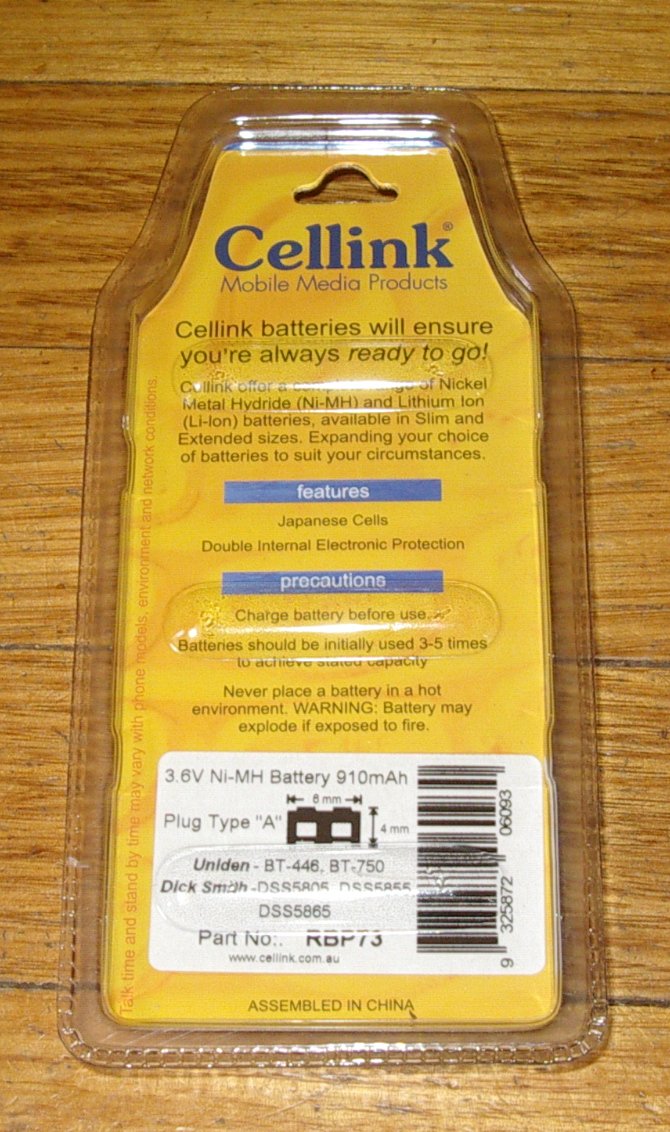 Cellink®
Mobile Media Products
Cellink batteries will ensure
you're always ready to go!
Cellink offer a complete range of Nickel
Metal Hydride (Ni-MH) and Lithium Ion
(Li-Ion) batteries, available in Slim and
Extended sizes. Expanding your choice
of batteries to suit your circumstances.
features
Japanese Cells
Double Internal Electronic Protection
precautions
Charge battery before use.
Batteries should be initially used 3-5 times
to achieve stated capacity
Never place a battery in a hot
environment. WARNING: Battery may
explode if exposed to fire.
Talk time and stand by time may vary with phone models, environment and network conditions.
3.6V Ni-MH Battery 910mAh
6 mm
Plug Type "A"
4 mm
Uniden - BT-446, BT-750
Dick Smith -DSS5805, DSS5855
DSS5865
Part No:. RBP73
www.cellink.com.au
9 325872 06093
ASSEMBLED IN CHINA